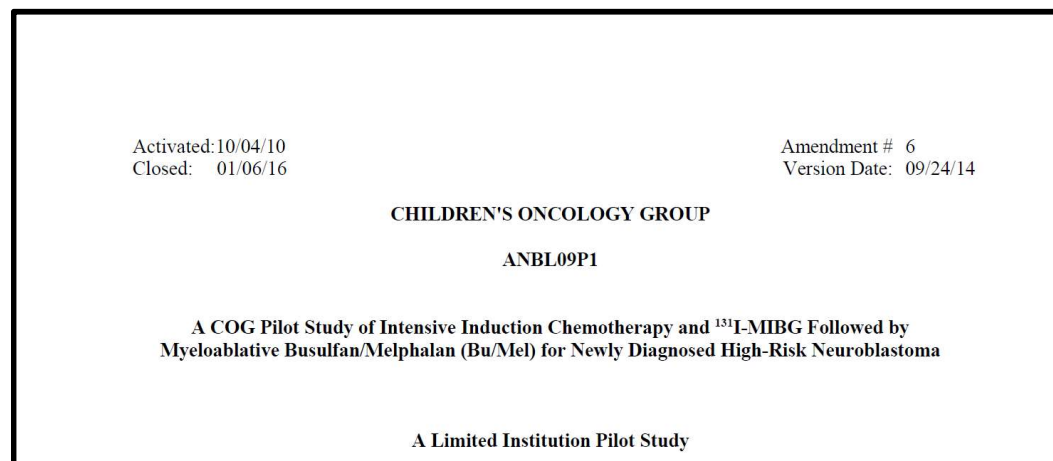 Activated:10/04/10 Amendment # 6
Closed: 01/06/16 Version Date: 09/24/14
CHILDREN'S ONCOLOGY GROUP
ANBL09P1
A COG Pilot Study of Intensive Induction Chemotherapy and ¹³¹I-MIBG Followed by
Myeloablative Busulfan/Melphalan (Bu/Mel) for Newly Diagnosed High-Risk Neuroblastoma
A Limited Institution Pilot Study